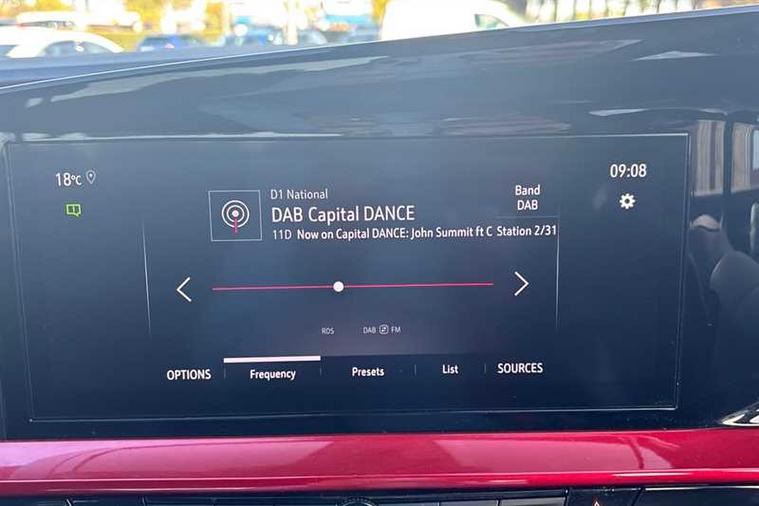 18°C
09:08
D1 National
DAB Capital DANCE
Band
DAB
11D Now on Capital DANCE: John Summit ft C Station 2/31
RDS DAB FM
OPTIONS Frequency Presets List SOURCES